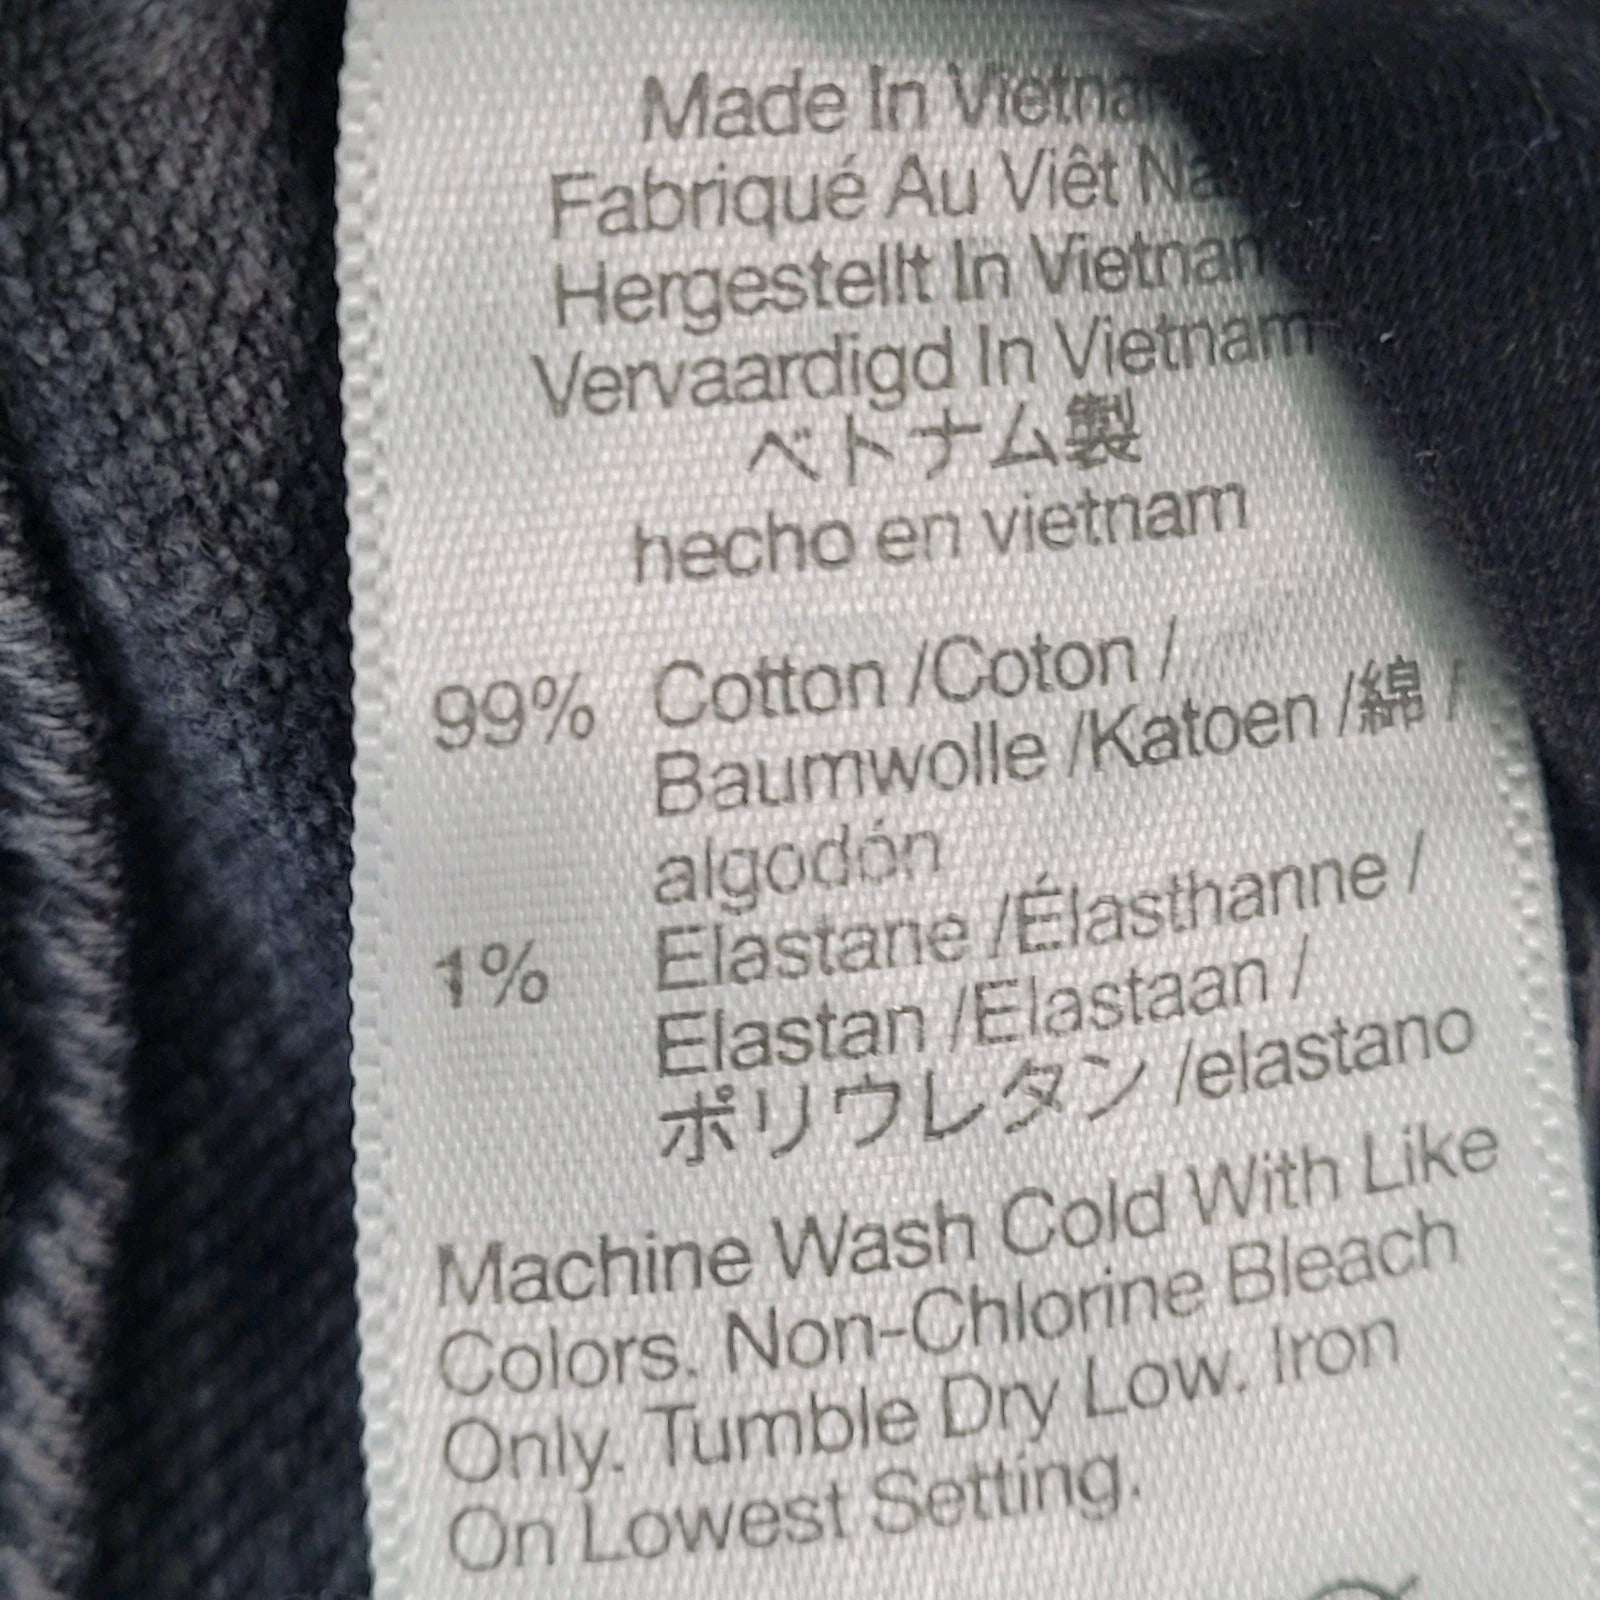 Made In Vietna
Fabriqué Au Viêt Na
Hergestellt In Vietnam
Vervaardigd In Vietnam
ベトナム製
hecho en vietnam
99% Cotton /Coton /
Baumwolle /Katoen /綿 /
algodón
1% Elastane /Élasthanne /
Elastan /Elastaan /
ポリウレタン /elastano
Machine Wash Cold With Like
Colors. Non-Chlorine Bleach
Only. Tumble Dry Low. Iron
On Lowest Setting.